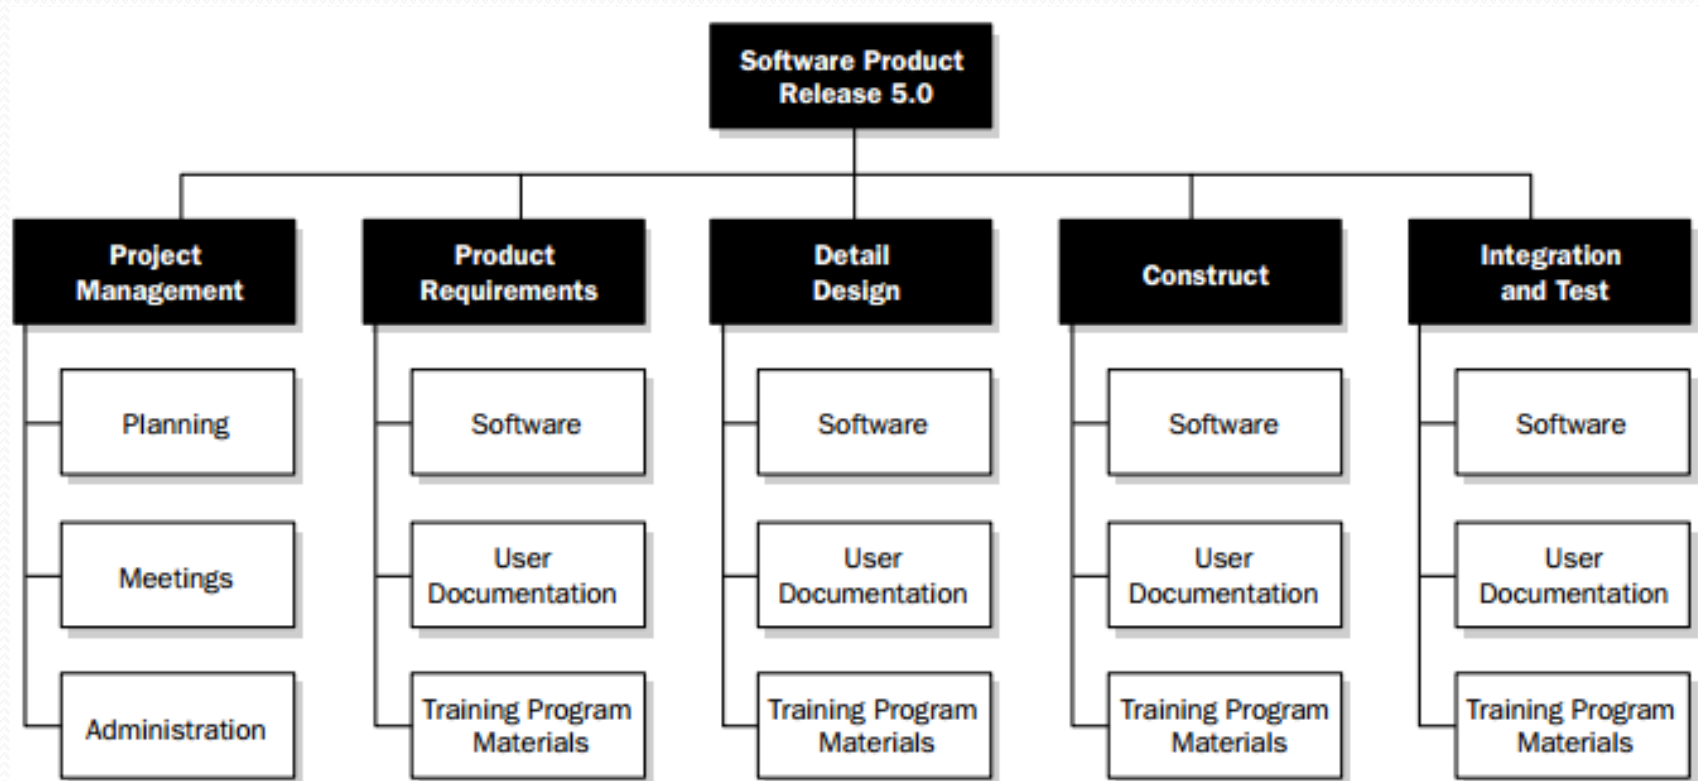 Software Product
Release 5.0
Project
Management
Product
Requirements
Detail
Design
Construct
Integration
and Test
Planning
Software
Software
Software
Software
Meetings
User
Documentation
User
Documentation
User
Documentation
User
Documentation
Administration
Training Program
Materials
Training Program
Materials
Training Program
Materials
Training Program
Materials